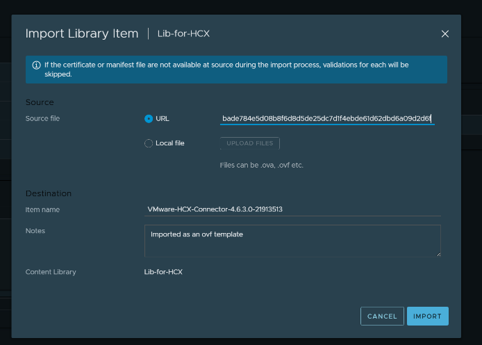 Import Library Item | Lib-for-HCX
If the certificate or manifest file are not available at source during the import process, validations for each will be
skipped.
Source
Source file
URL
bade784e5d08b8f6d8d5de25dc7d1f4ebde61d62dbd6a09d2d6f
Local file
UPLOAD FILES
Files can be .ova, .ovf etc.
Destination
Item name
VMware-HCX-Connector-4.6.3.0-21913513
Notes
Imported as an ovf template
Content Library
Lib-for-HCX
CANCEL
IMPORT